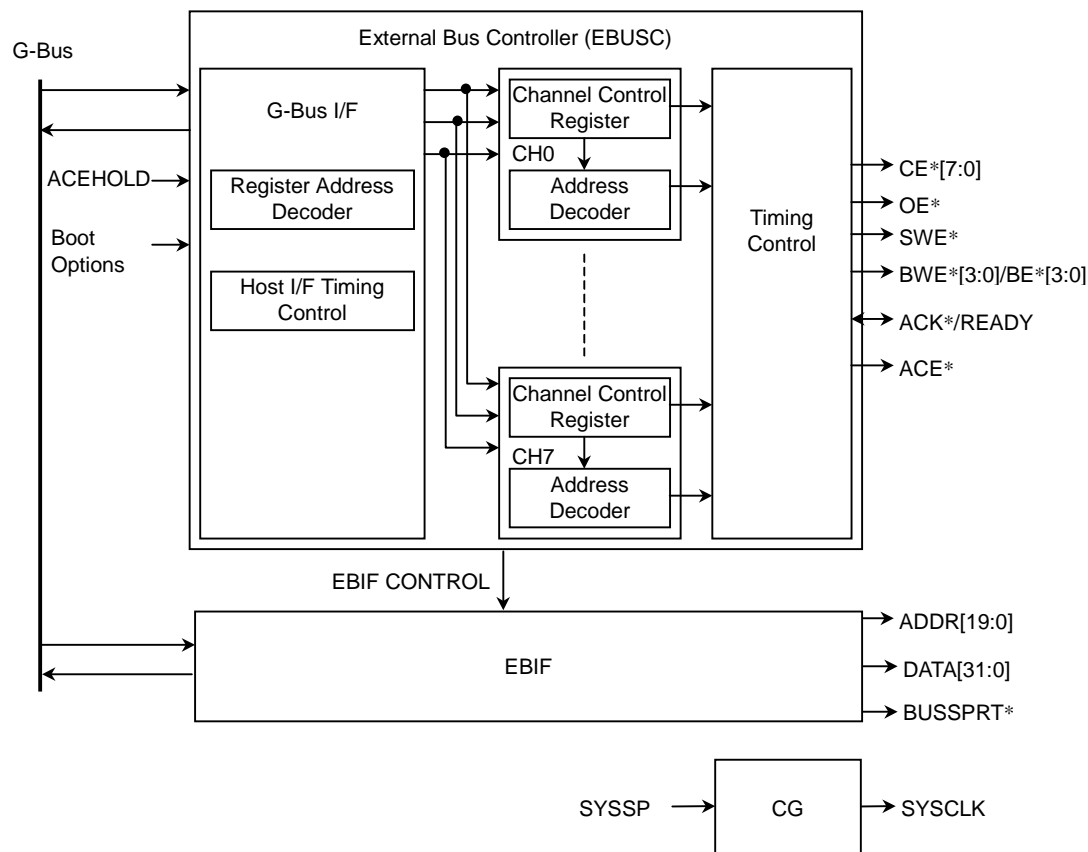 External Bus Controller (EBUSC)
G-Bus
G-Bus I/F
Channel Control
Register
CH0
Address
Decoder
ACEHOLD
Register Address
Decoder
Boot
Options
Host I/F Timing
Control
Timing
Control
CE*[7:0]
OE*
SWE*
BWE*[3:0]/BE*[3:0]
ACK*/READY
ACE*
Channel Control
Register
CH7
Address
Decoder
EBIF CONTROL
EBIF
ADDR[19:0]
DATA[31:0]
BUSSPRT*
SYSSP
CG
SYSCLK